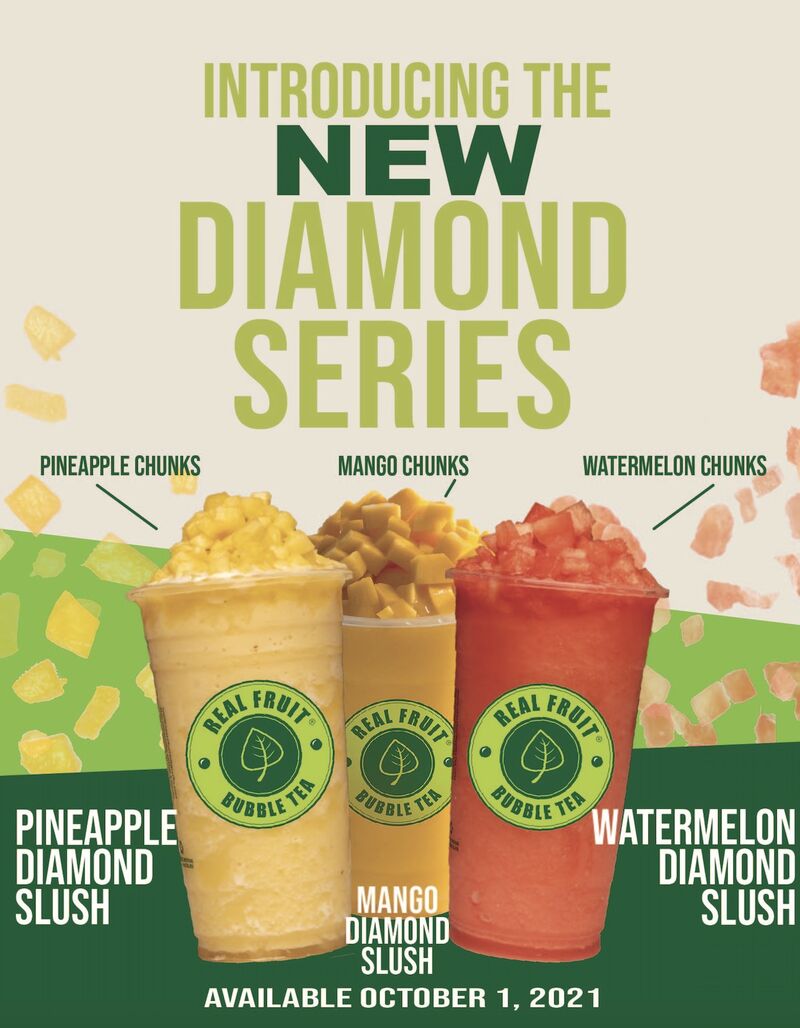 INTRODUCING THE
NEW
DIAMOND
SERIES
PINEAPPLE CHUNKS
MANGO CHUNKS
WATERMELON CHUNKS
REAL FRUIT®
BUBBLE TEA
REAL FRUIT
BUBBLE TEA
REAL FRUIT®
BUBBLE TEA
PINEAPPLE
DIAMOND
SLUSH
MANGO
DIAMOND
SLUSH
WATERMELON
DIAMOND
SLUSH
AVAILABLE OCTOBER 1, 2021